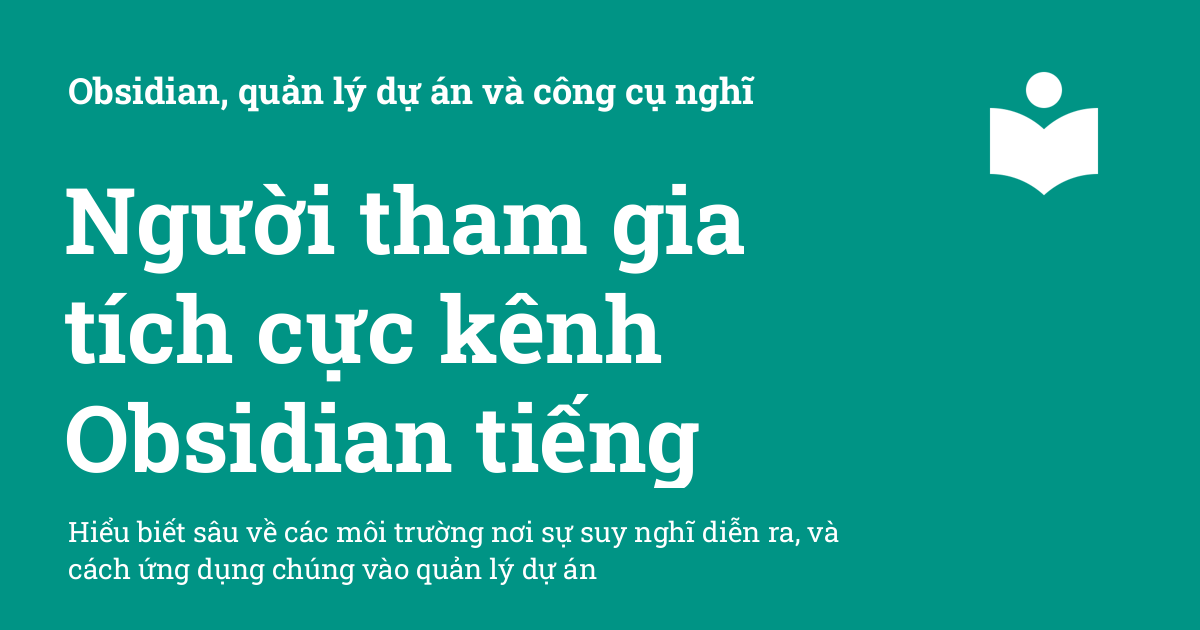 Obsidian, quản lý dự án và công cụ nghĩ
Người tham gia
tích cực kênh
Obsidian tiếng
Hiểu biết sâu về các môi trường nơi sự suy nghĩ diễn ra, và
cách ứng dụng chúng vào quản lý dự án